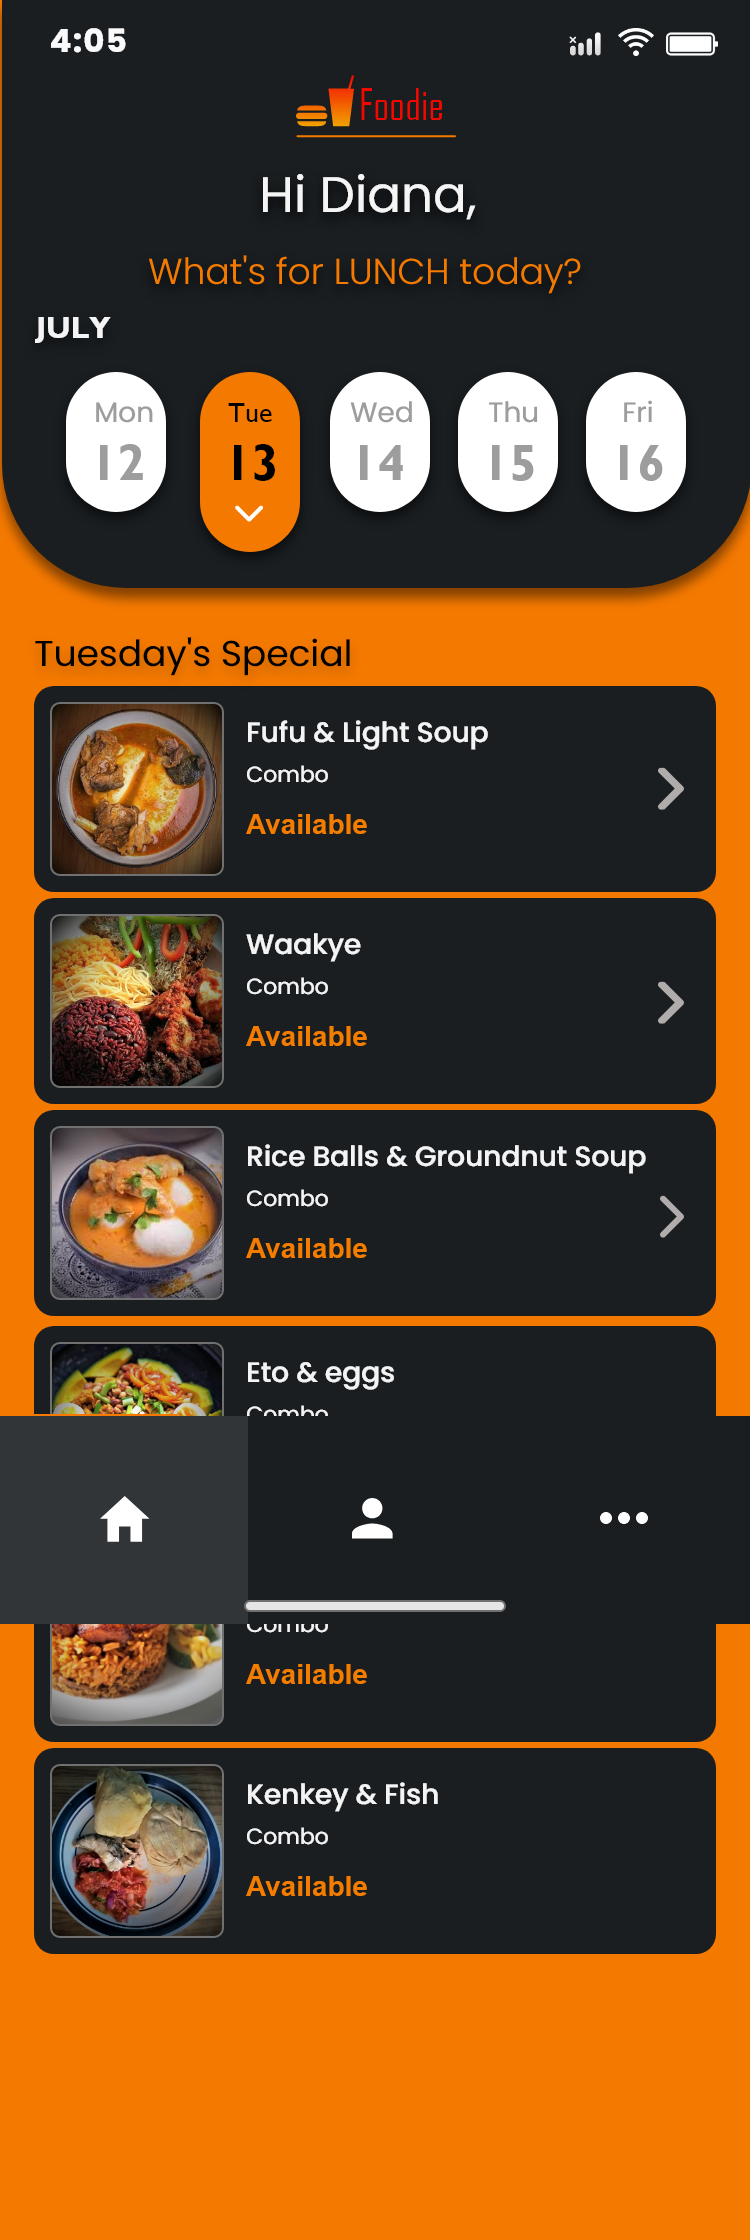 4:05
Foodie
Hi Diana,
What's for LUNCH today?
JULY
Mon Tue Wed Thu Fri
12 13 14 15 16
Tuesday's Special
Fufu & Light Soup
Combo
Available
Waakye
Combo
Available
Rice Balls & Groundnut Soup
Combo
Available
Eto & eggs
Combo
Combo
Available
Kenkey & Fish
Combo
Available